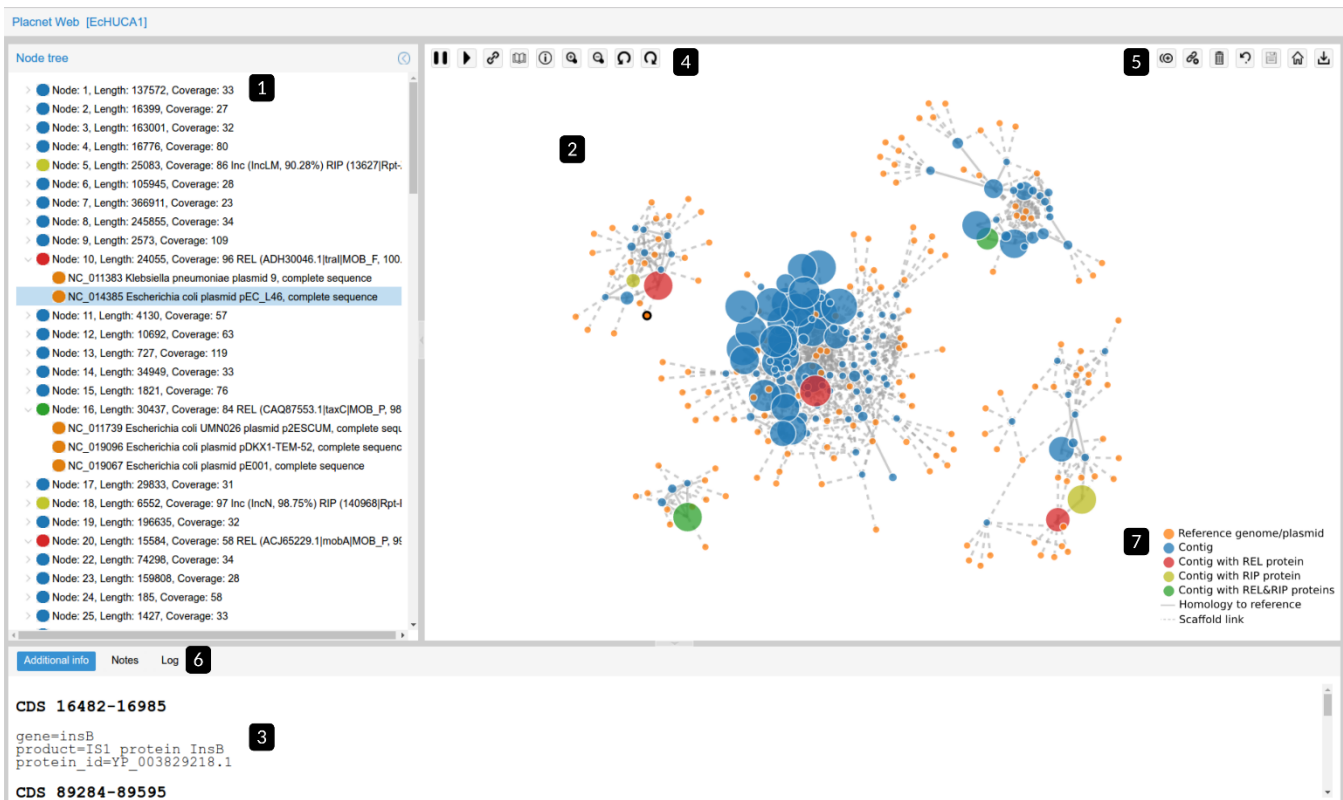 Placnet Web [EcHUCA1]
Node tree
1
Node: 1, Length: 137572, Coverage: 33
Node: 2, Length: 16399, Coverage: 27
Node: 3, Length: 163001, Coverage: 32
Node: 4, Length: 16776, Coverage: 80
Node: 5, Length: 25083, Coverage: 86 Inc (IncLM, 90.28%) RIP (13627|Rpt-
Node: 6, Length: 105945, Coverage: 28
Node: 7, Length: 366911, Coverage: 23
Node: 8, Length: 245855, Coverage: 34
Node: 9, Length: 2573, Coverage: 109
Node: 10, Length: 24055, Coverage: 96 REL (ADH30046.1|traI|MOB_F, 100.
NC_011383 Klebsiella pneumoniae plasmid 9, complete sequence
NC_014385 Escherichia coli plasmid pEC_L46, complete sequence
Node: 11, Length: 4130, Coverage: 57
Node: 12, Length: 10692, Coverage: 63
Node: 13, Length: 727, Coverage: 119
Node: 14, Length: 34949, Coverage: 33
Node: 15, Length: 1821, Coverage: 76
Node: 16, Length: 30437, Coverage: 84 REL (CAQ87553.1|taxC|MOB_P, 98
NC_011739 Escherichia coli UMN026 plasmid p2ESCUM, complete sequ
NC_019096 Escherichia coli plasmid pDKX1-TEM-52, complete sequenc
NC_019067 Escherichia coli plasmid pE001, complete sequence
Node: 17, Length: 29833, Coverage: 31
Node: 18, Length: 6552, Coverage: 97 Inc (IncN, 98.75%) RIP (140968|Rpt-
Node: 19, Length: 196635, Coverage: 32
Node: 20, Length: 15584, Coverage: 58 REL (ACJ65229.1|mobA|MOB_P, 99
Node: 22, Length: 74298, Coverage: 34
Node: 23, Length: 159808, Coverage: 28
Node: 24, Length: 185, Coverage: 58
Node: 25, Length: 1427, Coverage: 33
4
5
2
7
Reference genome/plasmid
Contig
Contig with REL protein
Contig with RIP protein
Contig with REL&RIP proteins
Homology to reference
Scaffold link
Additional info Notes Log 6
CDS 16482-16985
gene=insB
product=IS1 protein InsB
protein_id=YP_003829218.1
3
CDS 89284-89595